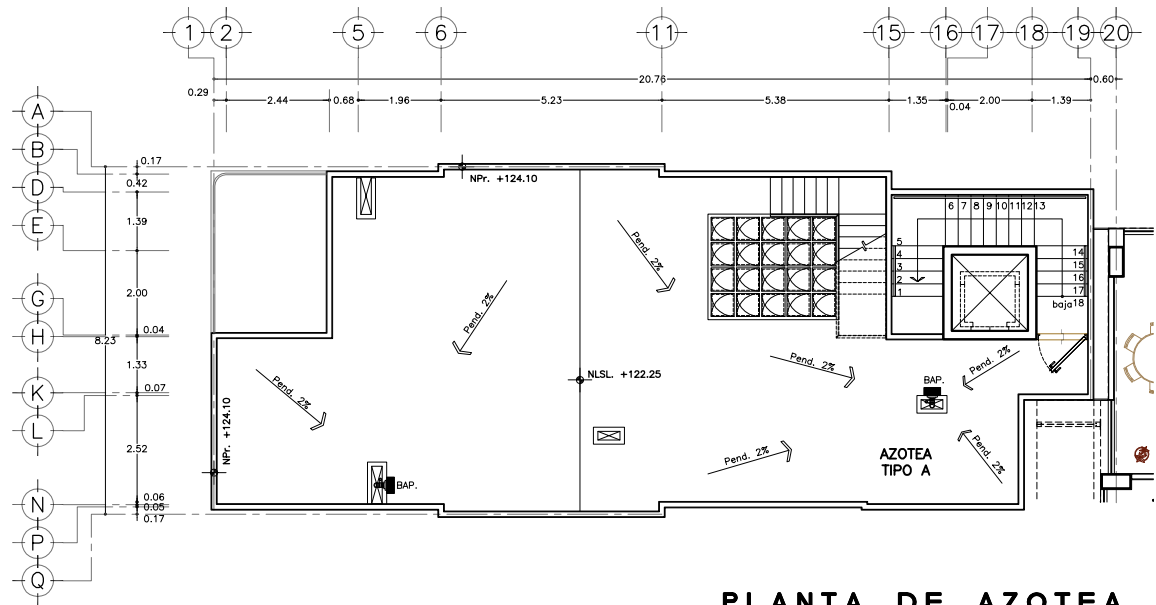 1 2 5 6 11 15 16 17 18 19 20
20.76 0.60
0.29 2.44 0.68 1.96 5.23 5.38 1.35 0.04 2.00 1.39
A
B
D
E
G
H
K
L
N
P
Q
0.17
0.42
1.39
2.00
0.04
8.23
1.33
0.07
2.52
0.06
0.05
0.17
NPr. +124.10
Pend. 2%
Pend. 2%
6 7 8 9 10 11 12 13
5
4
3
2
1
14
15
16
17
baja 18
NLSL. +122.25
Pend. 2%
Pend. 2%
Pend. 2%
BAP.
NPr. +124.10
Pend. 2%
Pend. 2%
AZOTEA
TIPO A
BAP.
PLANTA DE AZOTEA